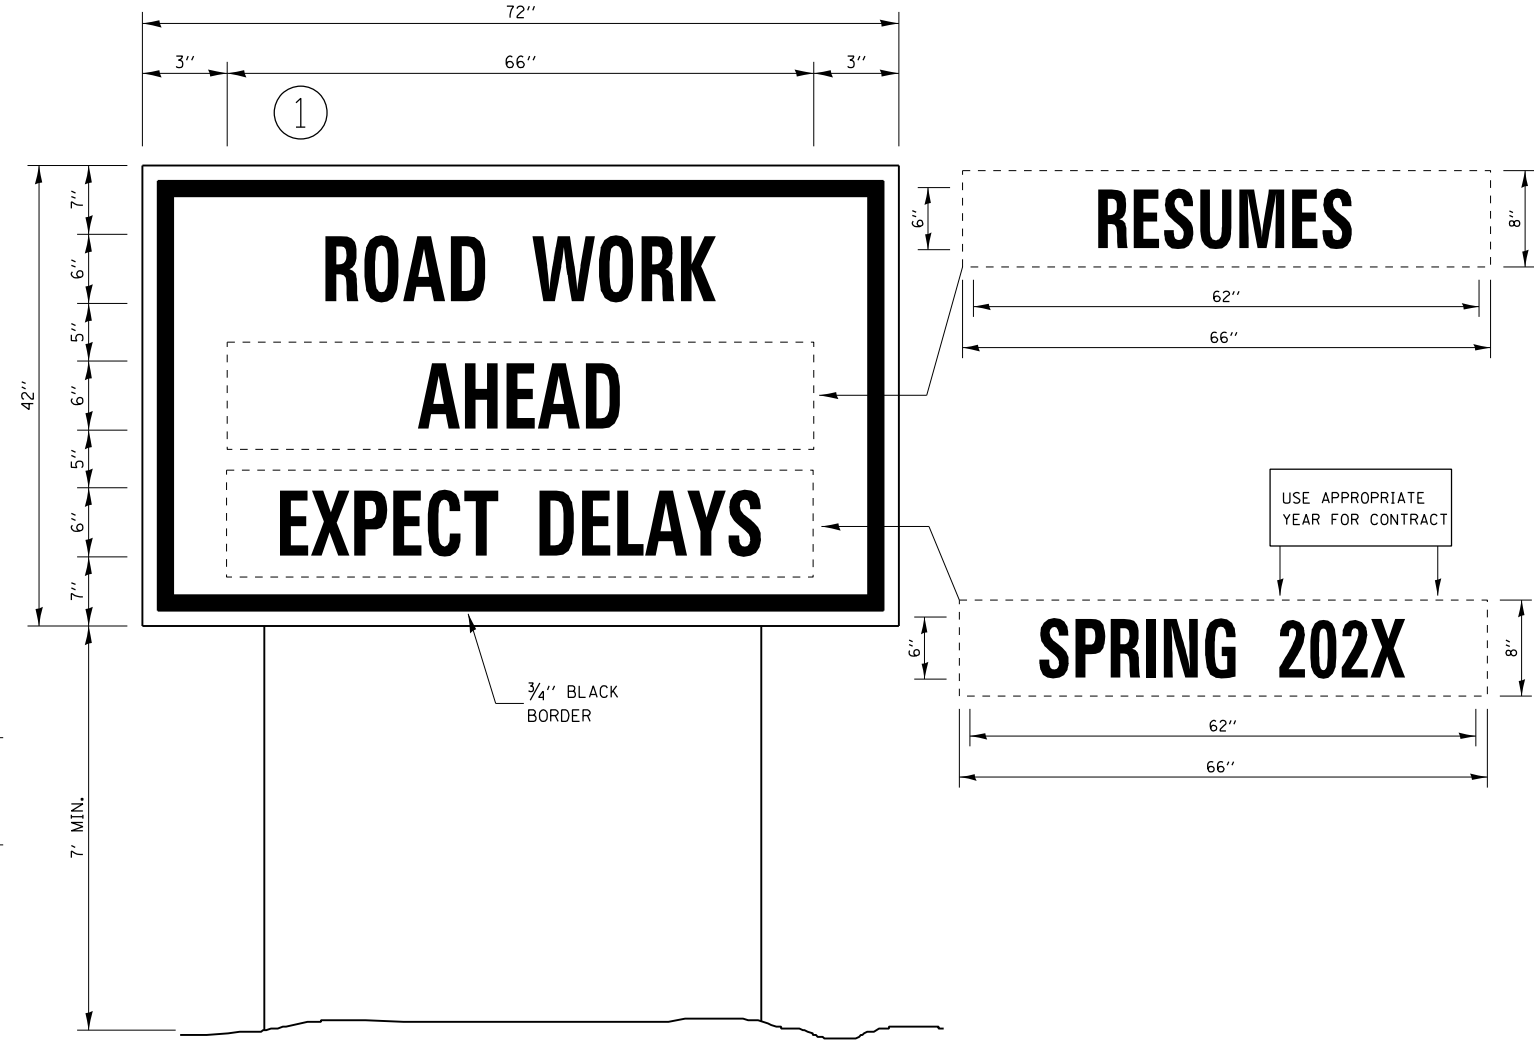 72''
3'' 66'' 3''
1
7''
6''
5''
6''
5''
6''
7''
42''
7' MIN.
ROAD WORK
AHEAD
EXPECT DELAYS
3/4'' BLACK
BORDER
6''
RESUMES
8''
62''
66''
USE APPROPRIATE
YEAR FOR CONTRACT
6''
SPRING 202X
8''
62''
66''